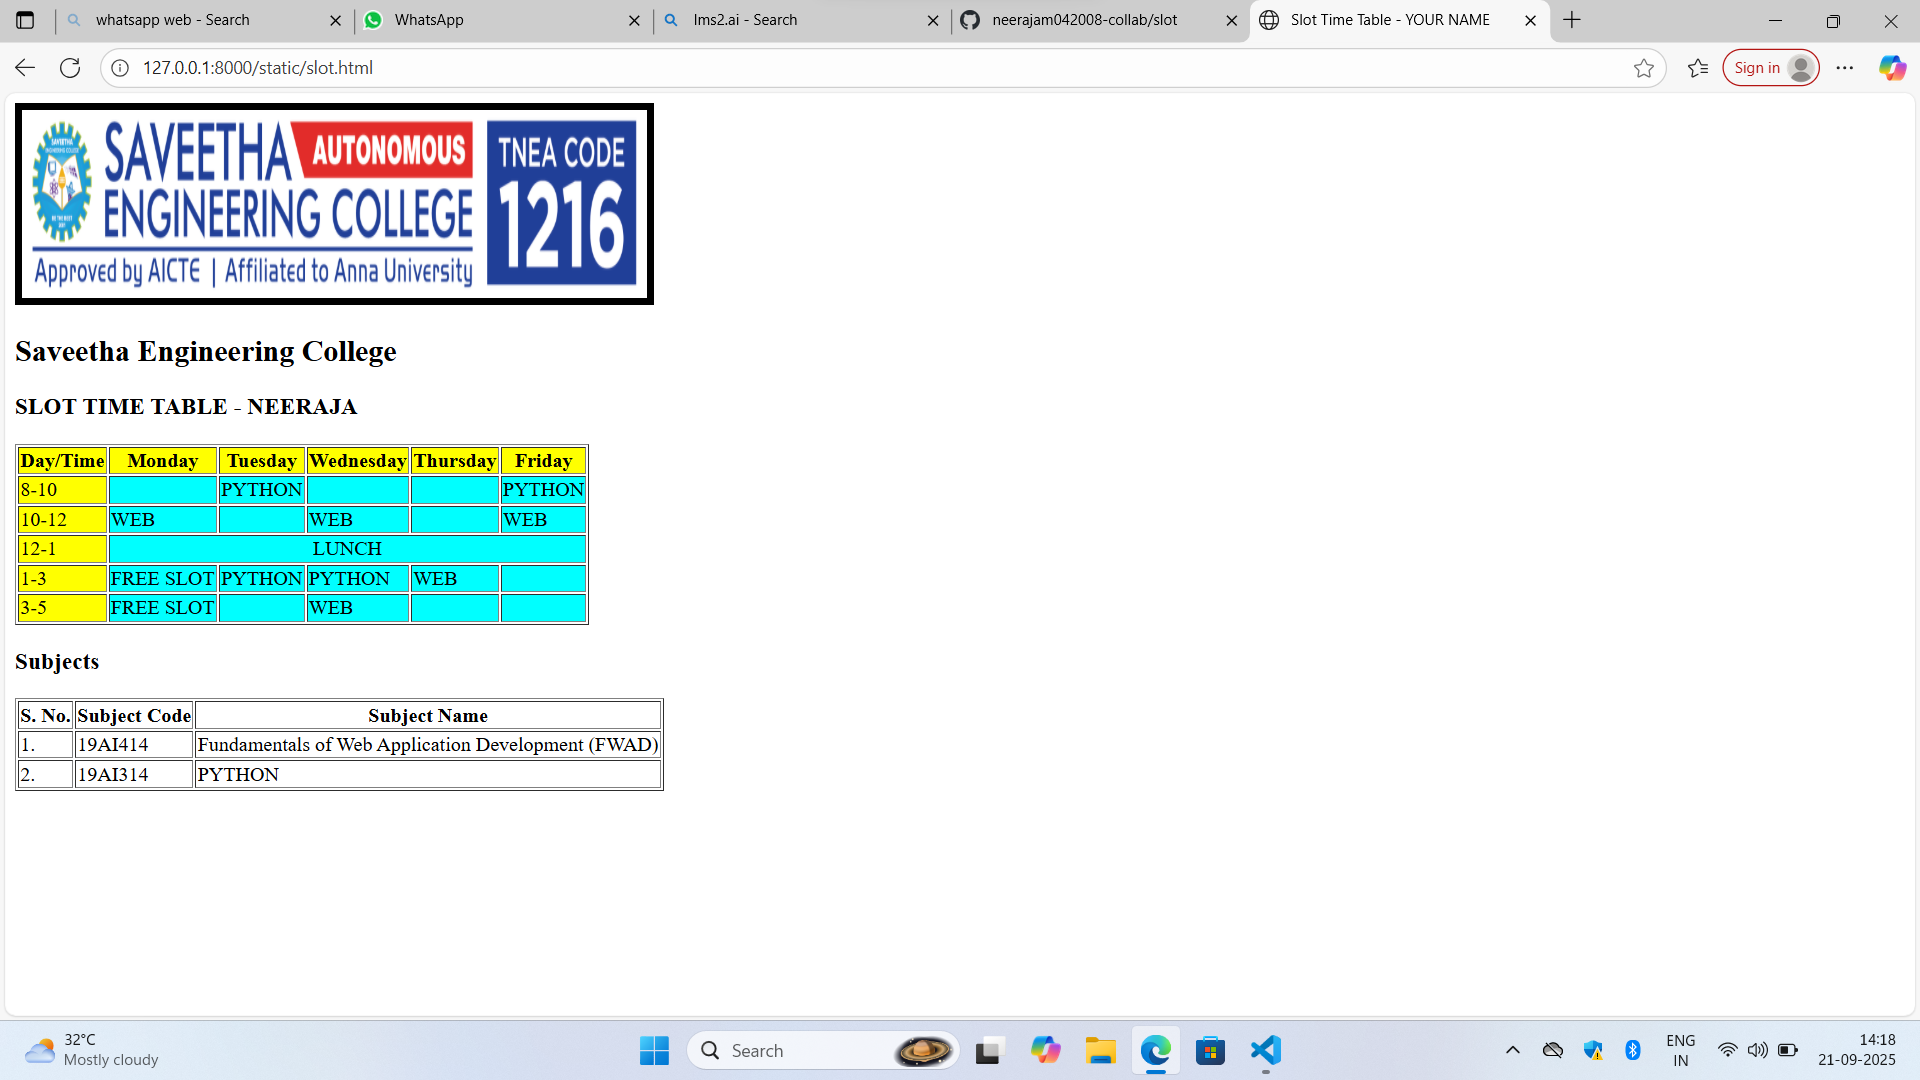 whatsapp web - Search
WhatsApp
lms2.ai - Search
neerajam042008-collab/slot
Slot Time Table - YOUR NAME
127.0.0.1:8000/static/slot.html
Sign in
SAVEETHA AUTONOMOUS
ENGINEERING COLLEGE
Approved by AICTE | Affiliated to Anna University
TNEA CODE
1216
Saveetha Engineering College
SLOT TIME TABLE - NEERAJA
Day/Time Monday Tuesday Wednesday Thursday Friday
8-10 PYTHON PYTHON
10-12 WEB WEB WEB
12-1 LUNCH
1-3 FREE SLOT PYTHON PYTHON WEB
3-5 FREE SLOT WEB
Subjects
S. No. Subject Code Subject Name
1. 19AI414 Fundamentals of Web Application Development (FWAD)
2. 19AI314 PYTHON
32°C
Mostly cloudy
Search
ENG
IN
14:18
21-09-2025